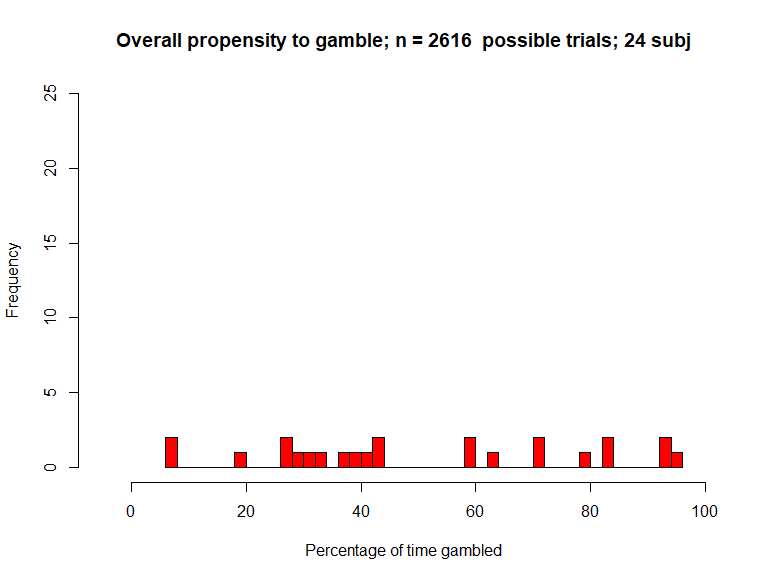 Overall propensity to gamble; n = 2616  possible trials; 24 subj
25
20
15
10
5
0
Frequency
0 20 40 60 80 100
Percentage of time gambled